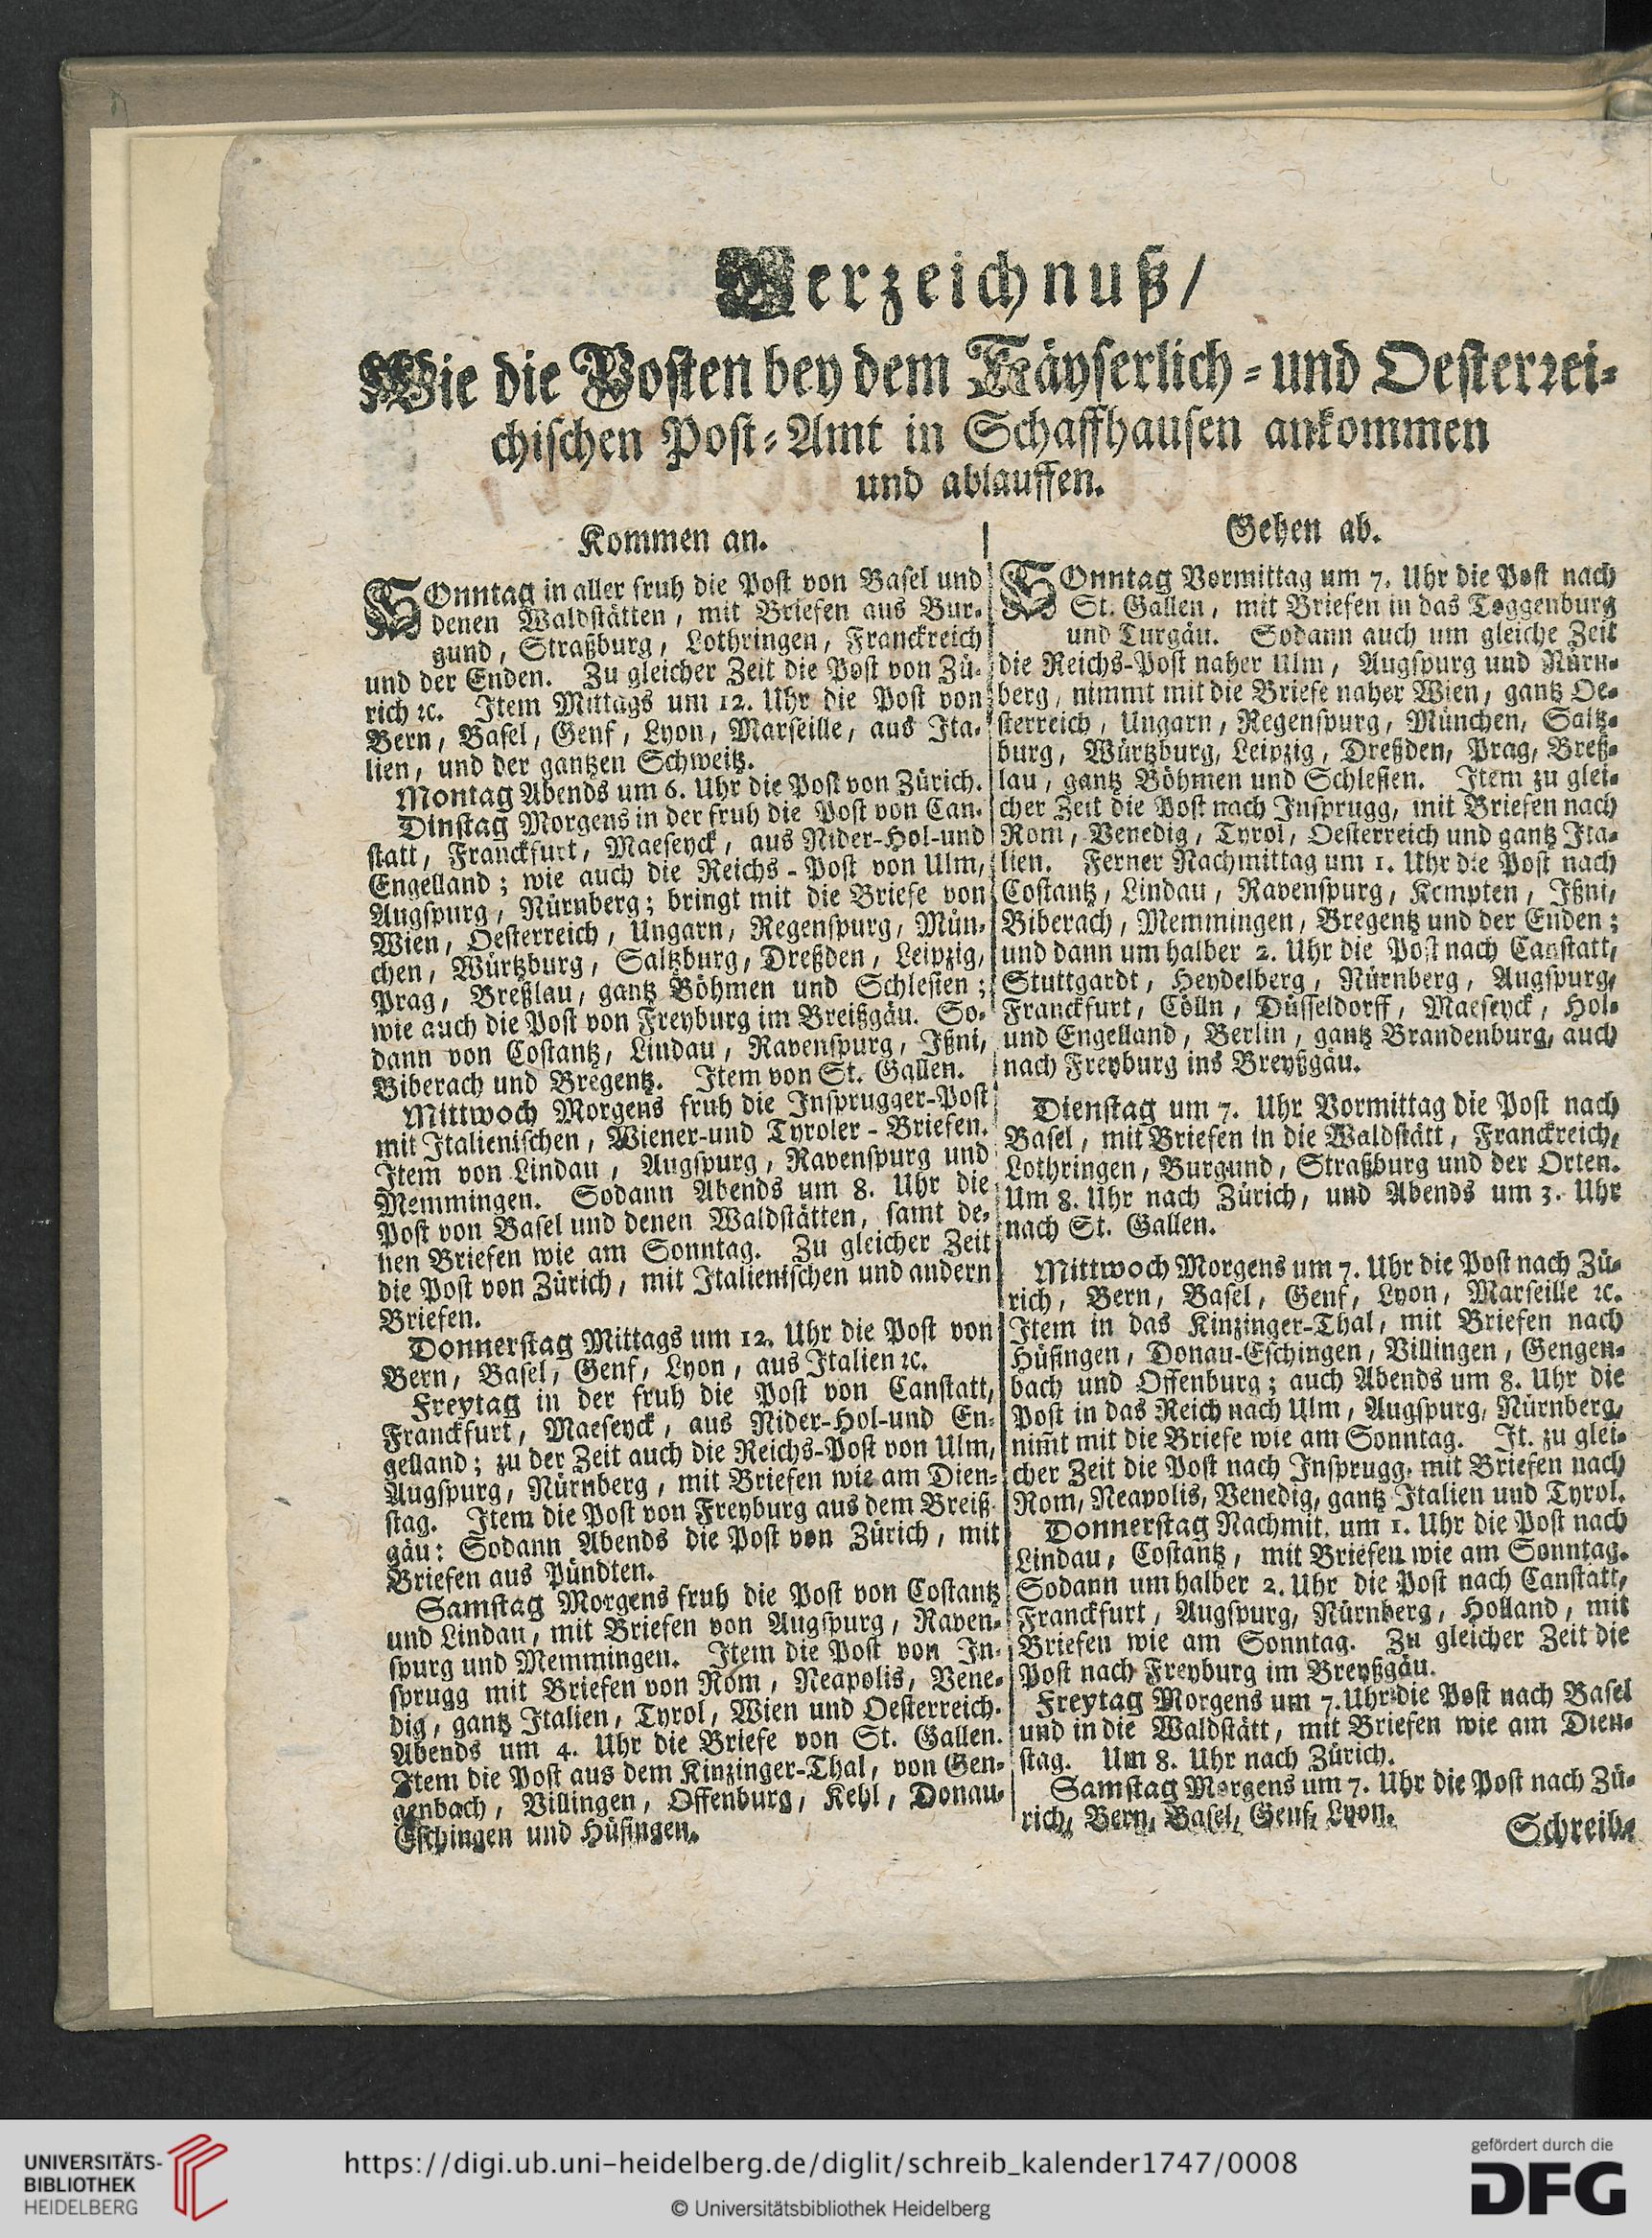 Verzeichnuß/
Wie die Posten bey dem Käyserlich-und Oesterrei-
chischen Post-Amt in Schaffhausen ankommen
und ablauffen.
Kommen an.
SOnntag in aller fruh die Post von Basel und
denen Waldstätten, mit Briefen aus Bur-
gund, Straßburg, Lothringen, Franckreich
und der Enden. Zu gleicher Zeit die Post von Zü-
rich ꝛc. Item Mittags um 12. Uhr die Post von
Bern, Basel, Genf, Lyon, Marseille, aus Ita-
lien, und der gantzen Schweitz.
Montag Abends um 6. Uhr die Post von Zürich.
Dinstag Morgens in der fruh die Post von Can-
statt, Franckfurt, Maeseyck, aus Nider-Hol-und
Engelland; wie auch die Reichs-Post von Ulm,
Augspurg, Nürnberg; bringt mit die Briefe von
Wien, Oesterreich, Ungarn, Regenspurg, Mün-
chen, Würtzburg, Saltzburg, Dreßden, Leipzig,
Prag, Breßlau, gantz Böhmen und Schlesien;
wie auch die Post von Freyburg im Breißgäu. So-
dann von Costantz, Lindau, Ravenspurg, Ißni,
Biberach und Bregentz. Item von St. Gallen.
Mittwoch Morgens fruh die Insprugger-Post
mit Italienischen, Wiener-und Tyroler-Briefen.
Item von Lindau, Augspurg, Ravenspurg und
Memmingen. Sodann Abends um 8. Uhr die
Post von Basel und denen Waldstätten, samt de-
nen Briefen wie am Sonntag. Zu gleicher Zeit
die Post von Zürich, mit Italienischen und andern
Briefen.
Donnerstag Mittags um 12. Uhr die Post von
Bern, Basel, Genf, Lyon, aus Italien ꝛc.
Freytag in der fruh die Post von Canstatt,
Franckfurt, Maeseyck, aus Nider-Hol-und En-
gelland; zu der Zeit auch die Reichs-Post von Ulm,
Augspurg, Nürnberg, mit Briefen wie am Dien-
stag. Item die Post von Freyburg aus dem Breiß-
gäu: Sodann Abends die Post von Zürich, mit
Briefen aus Pündten.
Samstag Morgens fruh die Post von Costantz
und Lindau, mit Briefen von Augspurg, Raven-
spurg und Memmingen. Item die Post von In-
sprugg mit Briefen von Rom, Neapolis, Vene-
dig, gantz Italien, Tyrol, Wien und Oesterreich.
Abends um 4. Uhr die Briefe von St. Gallen.
Item die Post aus dem Kinzinger-Thal, von Gen-
genbach, Villingen, Offenburg, Kehl, Donau-
Eschingen und Hüfingen.
Gehen ab.
SOnntag Vormittag um 7. Uhr die Post nach
St. Gallen, mit Briefen in das Toggenburg
und Turgäu. Sodann auch um gleiche Zeit
die Reichs-Post naher Ulm, Augspurg und Nürn-
berg, nimmt mit die Briefe naher Wien, gantz Oe-
sterreich, Ungarn, Regenspurg, München, Saltz-
burg, Würtzburg, Leipzig, Dreßden, Prag, Breß-
lau, gantz Böhmen und Schlesien. Item zu glei-
cher Zeit die Post nach Insprugg, mit Briefen nach
Rom, Venedig, Tyrol, Oesterreich und gantz Ita-
lien. Ferner Nachmittag um 1. Uhr die Post nach
Costantz, Lindau, Ravenspurg, Kempten, Ißni,
Biberach, Memmingen, Bregentz und der Enden;
und dann um halber 2. Uhr die Post nach Canstatt,
Stuttgardt, Heydelberg, Nürnberg, Augspurg,
Franckfurt, Cölln, Düsseldorff, Maeseyck, Hol-
und Engelland, Berlin, gantz Brandenburg, auch
nach Freyburg ins Breyßgäu.
Dienstag um 7. Uhr Vormittag die Post nach
Basel, mit Briefen in die Waldstätt, Franckreich,
Lothringen, Burgund, Straßburg und der Orten.
Um 8. Uhr nach Zürich, und Abends um 3. Uhr
nach St. Gallen.
Mittwoch Morgens um 7. Uhr die Post nach Zü-
rich, Bern, Basel, Genf, Lyon, Marseille ꝛc.
Item in das Kinzinger-Thal, mit Briefen nach
Hüfingen, Donau-Eschingen, Villingen, Gengen-
bach und Offenburg; auch Abends um 8. Uhr die
Post in das Reich nach Ulm, Augspurg, Nürnberg,
nim̅t mit die Briefe wie am Sonntag. It. zu glei-
cher Zeit die Post nach Insprugg, mit Briefen nach
Rom, Neapolis, Venedig, gantz Italien und Tyrol.
Donnerstag Nachmit. um 1. Uhr die Post nach
Lindau, Costantz, mit Briefen wie am Sonntag.
Sodann um halber 2. Uhr die Post nach Canstatt,
Franckfurt, Augspurg, Nürnberg, Holland, mit
Briefen wie am Sonntag. Zu gleicher Zeit die
Post nach Freyburg im Breyßgäu.
Freytag Morgens um 7. Uhr die Post nach Basel
und in die Waldstätt, mit Briefen wie am Dien-
stag. Um 8. Uhr nach Zürich.
Samstag Morgens um 7. Uhr die Post nach Zü-
rich, Bern, Basel, Genf, Lyon.
Schreib-
UNIVERSITÄTS-
BIBLIOTHEK
HEIDELBERG
https://digi.ub.uni-heidelberg.de/diglit/schreib_kalender1747/0008
© Universitätsbibliothek Heidelberg
gefördert durch die
DFG